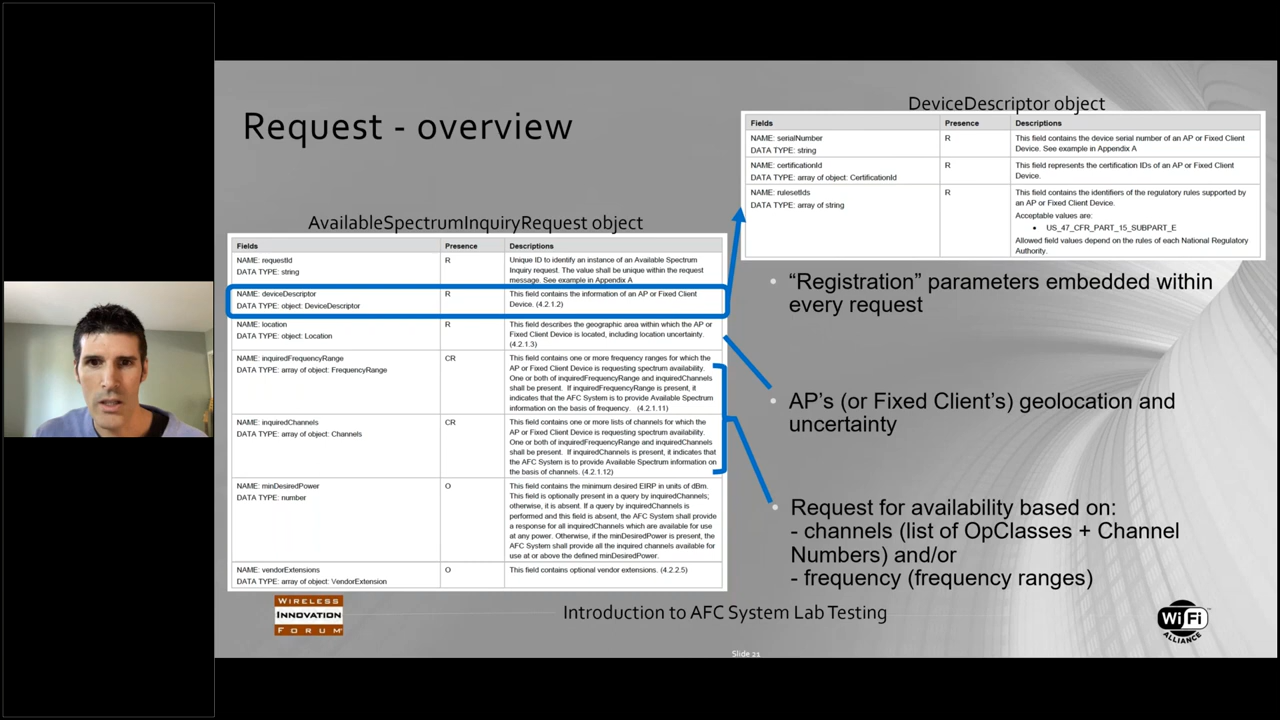 Request - overview
AvailableSpectrumInquiryRequest object
Fields Presence Descriptions
NAME: requestId R Unique ID to identify an instance of an Available Spectrum
DATA TYPE: string Inquiry request. The value shall be unique within the request
message. See example in Appendix A
NAME: deviceDescriptor R This field contains the information of an AP or Fixed Client
DATA TYPE: object: DeviceDescriptor Device. (4.2.1.2)
NAME: location R This field describes the geographic area within which the AP or
DATA TYPE: object: Location Fixed Client Device is located, including location uncertainty.
(4.2.1.3)
NAME: inquiredFrequencyRange CR This field contains one or more frequency ranges for which the
DATA TYPE: array of object: FrequencyRange AP or Fixed Client Device is requesting spectrum availability.
One or both of inquiredFrequencyRange and inquiredChannels
shall be present. If inquiredFrequencyRange is present, it
indicates that the AFC System is to provide Available Spectrum
information on the basis of frequency. (4.2.1.11)
NAME: inquiredChannels CR This field contains one or more lists of channels for which the
DATA TYPE: array of object: Channels AP or Fixed Client Device is requesting spectrum availability.
One or both of inquiredFrequencyRange and inquiredChannels
shall be present. If inquiredChannels is present, it indicates that
the AFC System is to provide Available Spectrum information on
the basis of channels. (4.2.1.12)
NAME: minDesiredPower O This field contains the minimum desired EIRP in units of dBm.
DATA TYPE: number This field is optionally present in a query by inquiredChannels;
otherwise, it is absent. If a query by inquiredChannels is
performed and this field is absent, the AFC System shall provide
a response for all inquiredChannels which are available for use
at any power. Otherwise, if the minDesiredPower is present, the
AFC System shall provide all the inquired channels available for
use at or above the defined minDesiredPower.
NAME: vendorExtensions O This field contains optional vendor extensions. (4.2.2.5)
DATA TYPE: array of object: VendorExtension
DeviceDescriptor object
Fields Presence Descriptions
NAME: serialNumber R This field contains the device serial number of an AP or Fixed Client
DATA TYPE: string Device. See example in Appendix A
NAME: certificationId R This field represents the certification IDs of an AP or Fixed Client
DATA TYPE: array of object: CertificationId Device.
NAME: rulesetIds R This field contains the identifiers of the regulatory rules supported by
DATA TYPE: array of string an AP or Fixed Client Device.
Acceptable values are:
• US_47_CFR_PART_15_SUBPART_E
Allowed field values depend on the rules of each National Regulatory
Authority.
• “Registration” parameters embedded within
every request
• AP’s (or Fixed Client’s) geolocation and
uncertainty
• Request for availability based on:
- channels (list of OpClasses + Channel
Numbers) and/or
- frequency (frequency ranges)
WIRELESS
INNOVATION
FORUM
Introduction to AFC System Lab Testing
Wi Fi
ALLIANCE
Slide 21